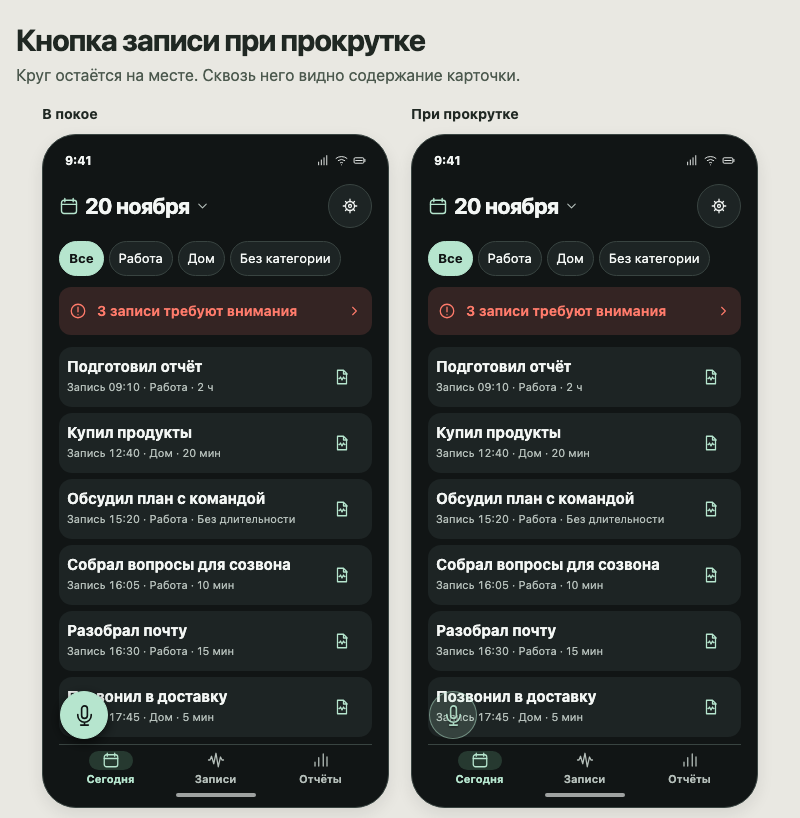 Кнопка записи при прокрутке
Круг остаётся на месте. Сквозь него видно содержание карточки.
В покое
9:41
20 ноября
Все Работа Дом Без категории
3 записи требуют внимания
Подготовил отчёт
Запись 09:10 · Работа · 2 ч
Купил продукты
Запись 12:40 · Дом · 20 мин
Обсудил план с командой
Запись 15:20 · Работа · Без длительности
Собрал вопросы для созвона
Запись 16:05 · Работа · 10 мин
Разобрал почту
Запись 16:30 · Работа · 15 мин
в доставку
17:45 · Дом · 5 мин
Сегодня Записи Отчёты
При прокрутке
9:41
20 ноября
Все Работа Дом Без категории
3 записи требуют внимания
Подготовил отчёт
Запись 09:10 · Работа · 2 ч
Купил продукты
Запись 12:40 · Дом · 20 мин
Обсудил план с командой
Запись 15:20 · Работа · Без длительности
Собрал вопросы для созвона
Запись 16:05 · Работа · 10 мин
Разобрал почту
Запись 16:30 · Работа · 15 мин
Позвонил в доставку
Запись 17:45 · Дом · 5 мин
Сегодня Записи Отчёты